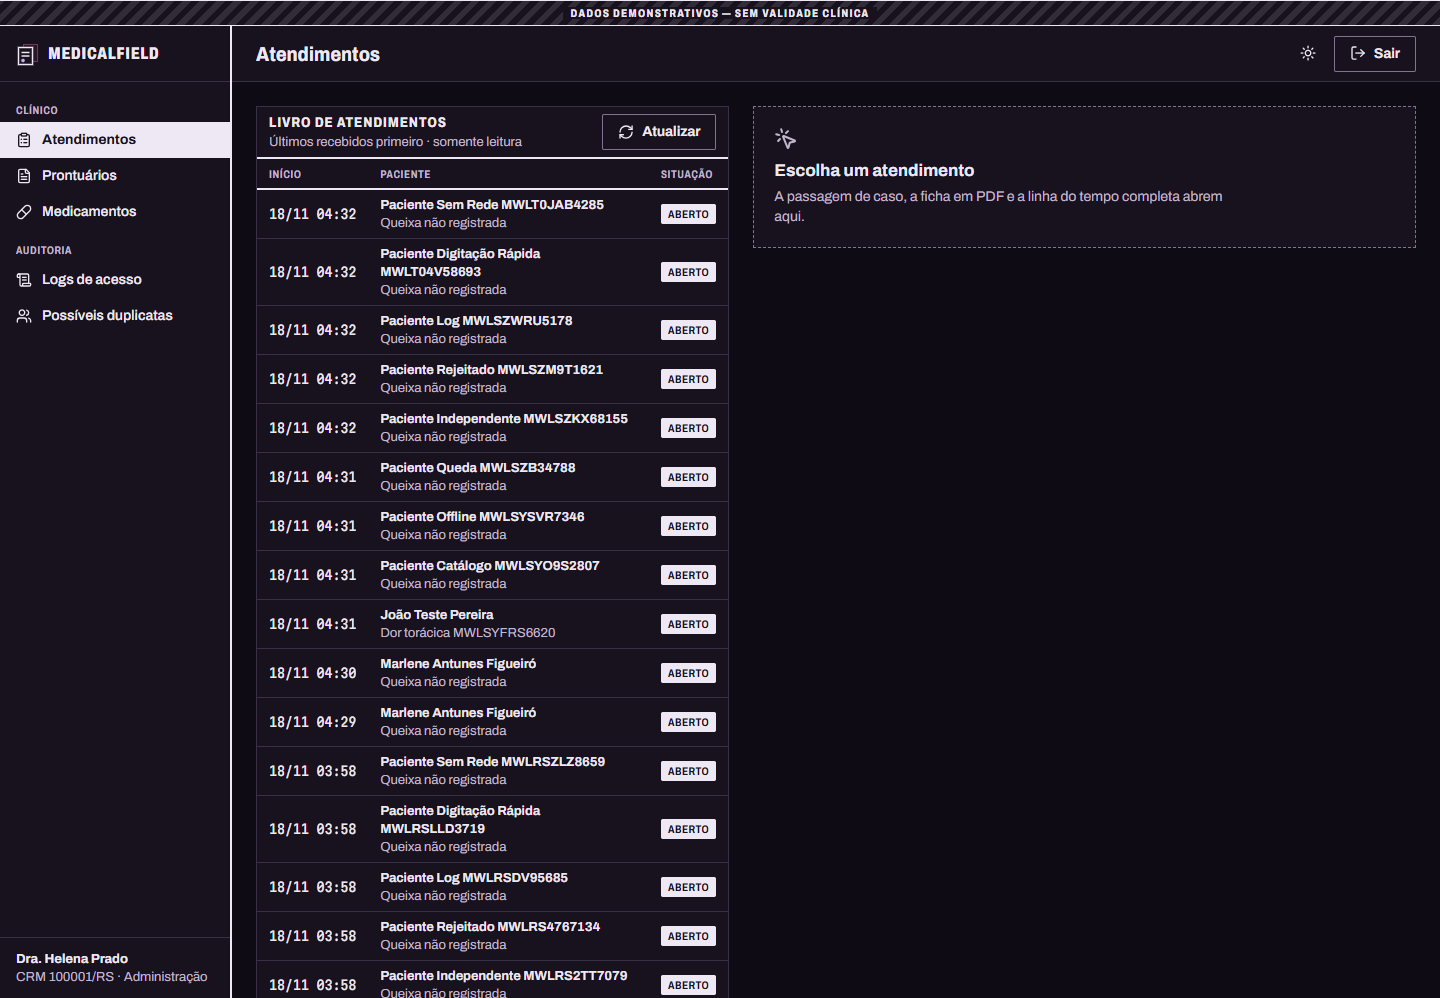 DADOS DEMONSTRATIVOS — SEM VALIDADE CLÍNICA
MEDICALFIELD
Atendimentos
Sair
CLÍNICO
Atendimentos
Prontuários
Medicamentos
AUDITORIA
Logs de acesso
Possíveis duplicatas
Dra. Helena Prado
CRM 100001/RS · Administração
LIVRO DE ATENDIMENTOS
Últimos recebidos primeiro · somente leitura
Atualizar
INÍCIO PACIENTE SITUAÇÃO
18/11 04:32 Paciente Sem Rede MWLT0JAB4285 ABERTO
Queixa não registrada
Paciente Digitação Rápida
18/11 04:32 MWLT04V58693 ABERTO
Queixa não registrada
18/11 04:32 Paciente Log MWLSZWRU5178 ABERTO
Queixa não registrada
18/11 04:32 Paciente Rejeitado MWLSZM9T1621 ABERTO
Queixa não registrada
18/11 04:32 Paciente Independente MWLSZKX68155 ABERTO
Queixa não registrada
18/11 04:31 Paciente Queda MWLSZB34788 ABERTO
Queixa não registrada
18/11 04:31 Paciente Offline MWLSYSVR7346 ABERTO
Queixa não registrada
18/11 04:31 Paciente Catálogo MWLSYO9S2807 ABERTO
Queixa não registrada
18/11 04:31 João Teste Pereira ABERTO
Dor torácica MWLSYFRS6620
18/11 04:30 Marlene Antunes Figueiró ABERTO
Queixa não registrada
18/11 04:29 Marlene Antunes Figueiró ABERTO
Queixa não registrada
18/11 03:58 Paciente Sem Rede MWLRSZLZ8659 ABERTO
Queixa não registrada
Paciente Digitação Rápida
18/11 03:58 MWLRSLLD3719 ABERTO
Queixa não registrada
18/11 03:58 Paciente Log MWLRSDV95685 ABERTO
Queixa não registrada
18/11 03:58 Paciente Rejeitado MWLRS4767134 ABERTO
Queixa não registrada
18/11 03:58 Paciente Independente MWLRS2TT7079 ABERTO
Queixa não registrada
Escolha um atendimento
A passagem de caso, a ficha em PDF e a linha do tempo completa abrem
aqui.